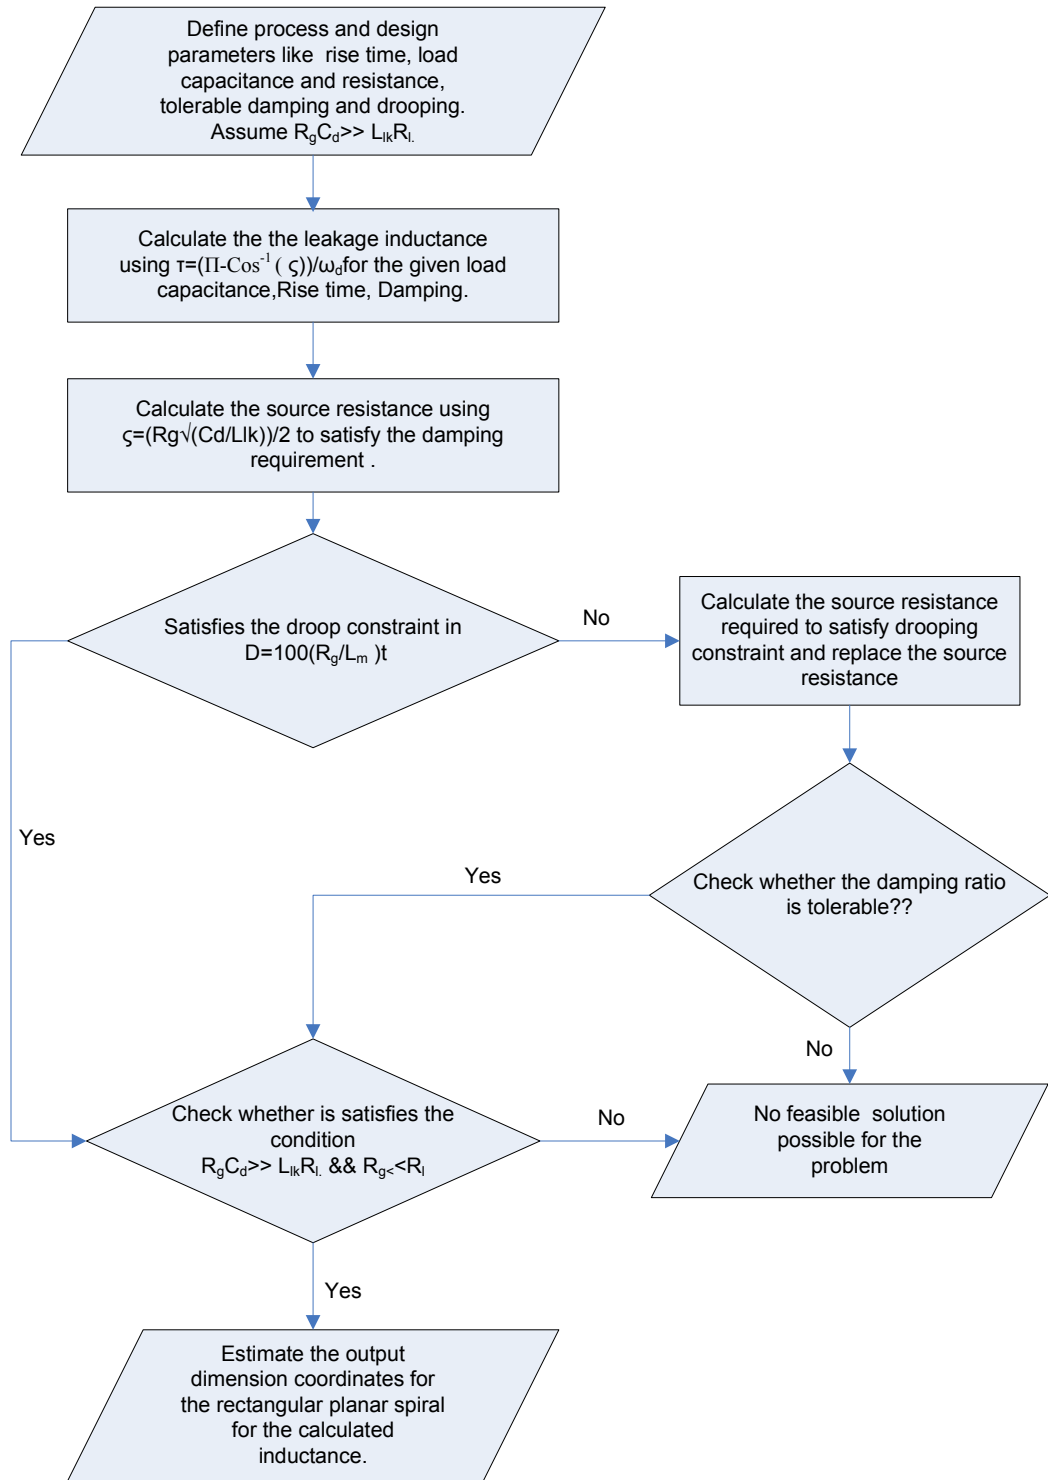 Define process and design
parameters like rise time, load
capacitance and resistance,
tolerable damping and drooping.
Assume RgCd>> LlkRl.
Calculate the the leakage inductance
using τ=(Π-Cos⁻¹ ( ς))/ωdfor the given load
capacitance,Rise time, Damping.
Calculate the source resistance using
ς=(Rg√(Cd/Llk))/2 to satisfy the damping
requirement .
Satisfies the droop constraint in
D=100(Rg/Lm )t
No
Calculate the source resistance
required to satisfy drooping
constraint and replace the source
resistance
Yes
Yes
Check whether the damping ratio
is tolerable??
No
Check whether is satisfies the
condition
RgCd>> LlkRl. && Rg<<Rl
No
No feasible solution
possible for the
problem
Yes
Estimate the output
dimension coordinates for
the rectangular planar spiral
for the calculated
inductance.